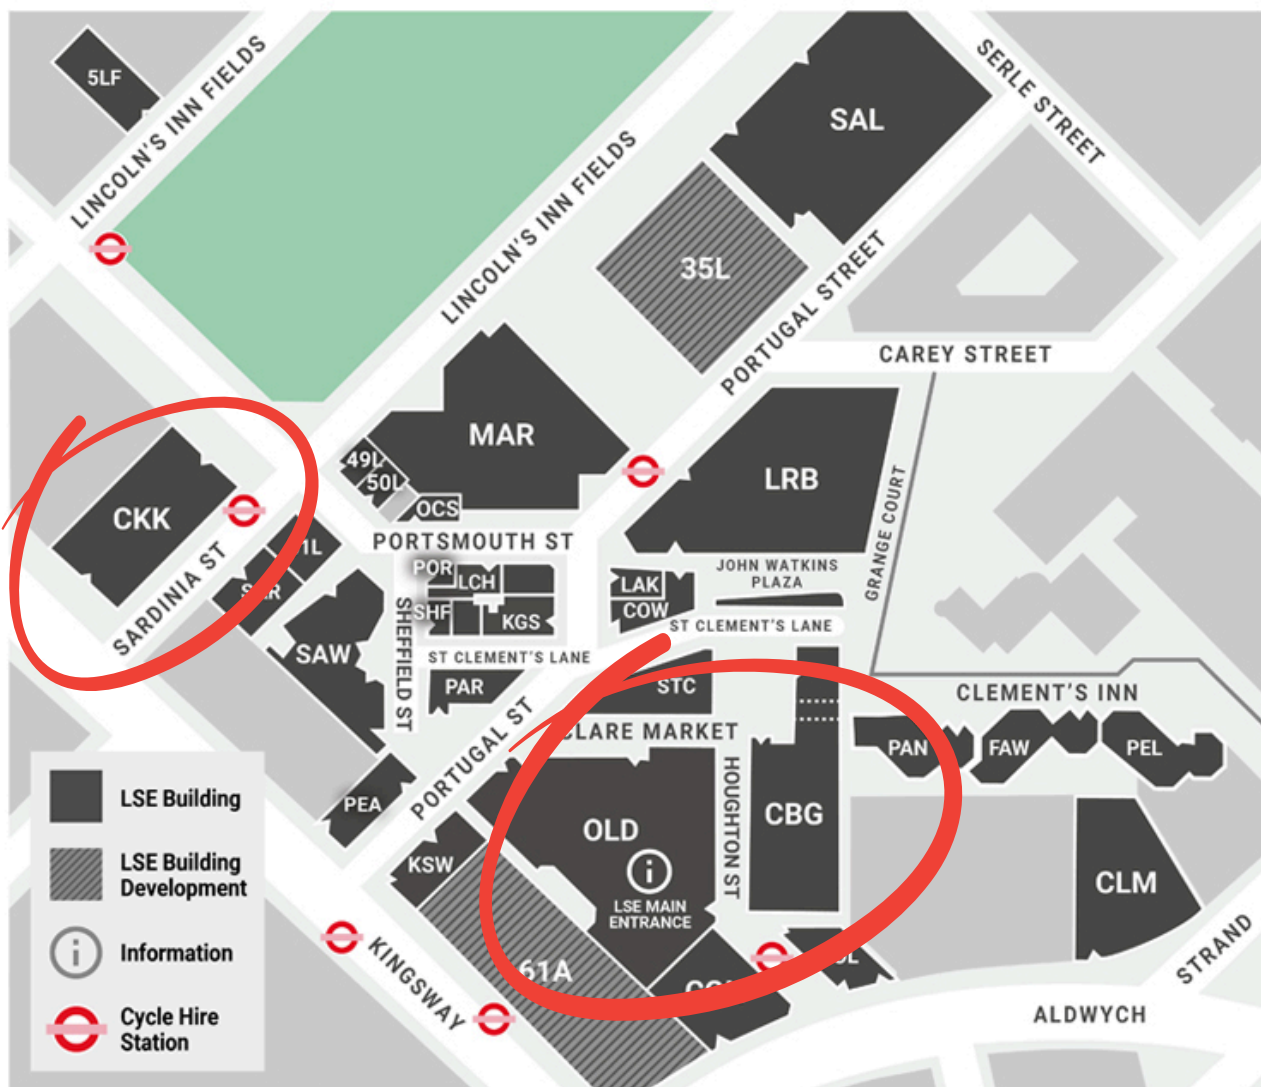 5LF
LINCOLN'S INN FIELDS
SERLE STREET
SAL
LINCOLN'S INN FIELDS
35L
PORTUGAL STREET
CAREY STREET
MAR
49L
50L
OCS
LRB
GRANGE COURT
CKK
SARDINIA ST
1L
PORTSMOUTH ST
POR
LCH
SHF
KGS
LAK
COW
JOHN WATKINS
PLAZA
ST CLEMENT'S LANE
SHEFFIELD ST
SAW
ST CLEMENT'S LANE
PAR
STC
CLEMENT'S INN
CLARE MARKET
PAN
FAW
PEL
PORTUGAL ST
HOUGHTON ST
PEA
OLD
CBG
LSE MAIN
ENTRANCE
KSW
CLM
61A
KINGSWAY
STRAND
ALDWYCH
LSE Building
LSE Building
Development
Information
Cycle Hire
Station